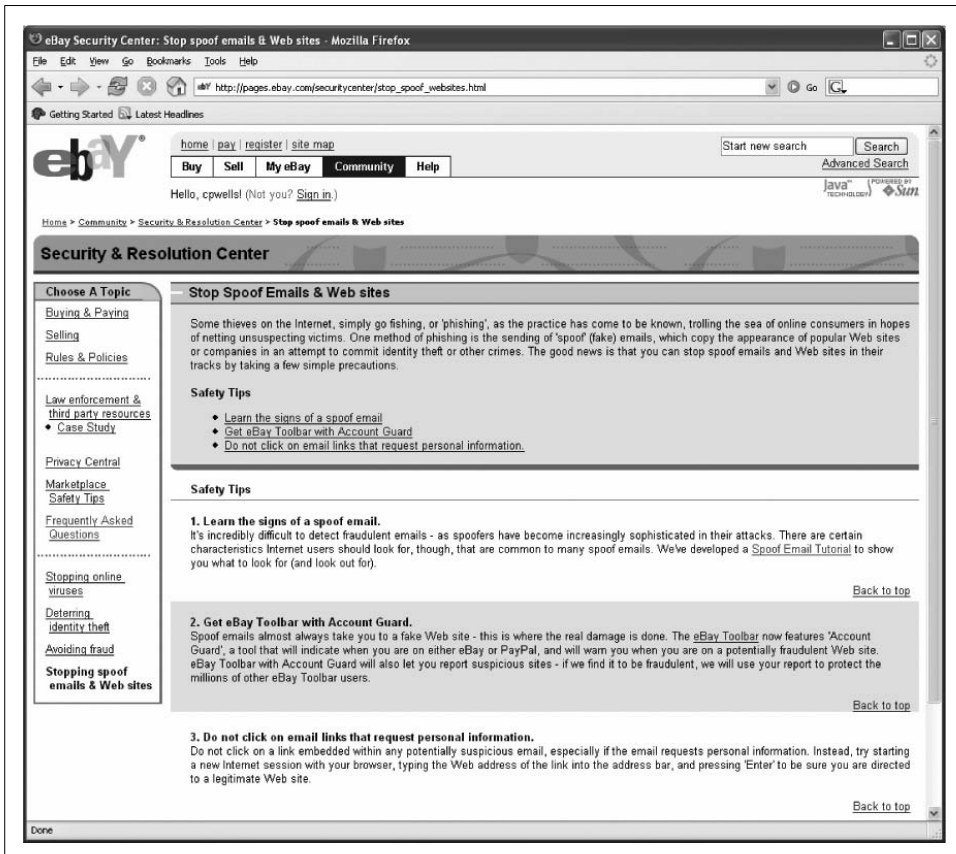 eBay Security Center: Stop spoof emails & Web sites - Mozilla Firefox
File Edit View Go Bookmarks Tools Help
http://pages.ebay.com/securitycenter/stop_spoof_websites.html
Go
Getting Started Latest Headlines
ebY®
home | pay | register | site map
Start new search Search
Buy Sell My eBay Community Help
Advanced Search
Hello, cpwells! (Not you? Sign in.)
Java™ TECHNOLOGY POWERED BY Sun
Home > Community > Security & Resolution Center > Stop spoof emails & Web sites
Security & Resolution Center
Choose A Topic
Buying & Paying
Selling
Rules & Policies
Law enforcement &
third party resources
Case Study
Privacy Central
Marketplace
Safety Tips
Frequently Asked
Questions
Stopping online
viruses
Deterring
identity theft
Avoiding fraud
Stopping spoof
emails & Web sites
Stop Spoof Emails & Web sites
Some thieves on the Internet, simply go fishing, or 'phishing', as the practice has come to be known, trolling the sea of online consumers in hopes
of netting unsuspecting victims. One method of phishing is the sending of 'spoof' (fake) emails, which copy the appearance of popular Web sites
or companies in an attempt to commit identity theft or other crimes. The good news is that you can stop spoof emails and Web sites in their
tracks by taking a few simple precautions.
Safety Tips
Learn the signs of a spoof email
Get eBay Toolbar with Account Guard
Do not click on email links that request personal information.
Safety Tips
1. Learn the signs of a spoof email.
It's incredibly difficult to detect fraudulent emails - as spoofers have become increasingly sophisticated in their attacks. There are certain
characteristics Internet users should look for, though, that are common to many spoof emails. We've developed a Spoof Email Tutorial to show
you what to look for (and look out for).
Back to top
2. Get eBay Toolbar with Account Guard.
Spoof emails almost always take you to a fake Web site - this is where the real damage is done. The eBay Toolbar now features 'Account
Guard', a tool that will indicate when you are on either eBay or PayPal, and will warn you when you are on a potentially fraudulent Web site.
eBay Toolbar with Account Guard will also let you report suspicious sites - if we find it to be fraudulent, we will use your report to protect the
millions of other eBay Toolbar users.
Back to top
3. Do not click on email links that request personal information.
Do not click on a link embedded within any potentially suspicious email, especially if the email requests personal information. Instead, try starting
a new Internet session with your browser, typing the Web address of the link into the address bar, and pressing 'Enter' to be sure you are directed
to a legitimate Web site.
Back to top
Done